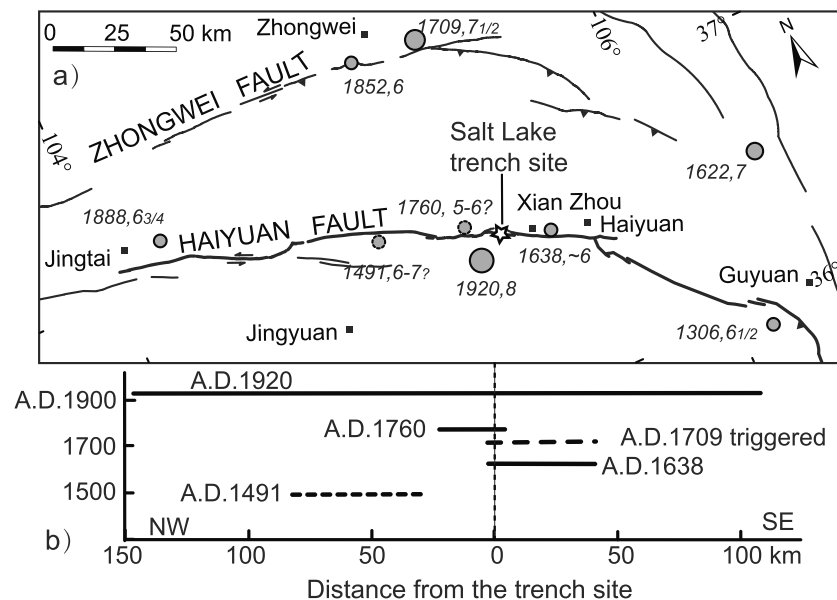 0 25 50 km
a)
Zhongwei
1709,7 1/2
106°
37°
N
1852,6
ZHONGWEI FAULT
104°
Salt Lake
trench site
1622,7
1888,6 3/4
1760, 5-6?
Xian Zhou
Haiyuan
HAIYUAN FAULT
Jingtai
1491,6-7?
1638,~6
1920,8
Guyuan
36°
Jingyuan
1306,6 1/2
A.D.1920
A.D.1900
A.D.1760
A.D.1709 triggered
1700
A.D.1638
1500
A.D.1491
b)
NW
SE
150 100 50 0 50 100 km
Distance from the trench site